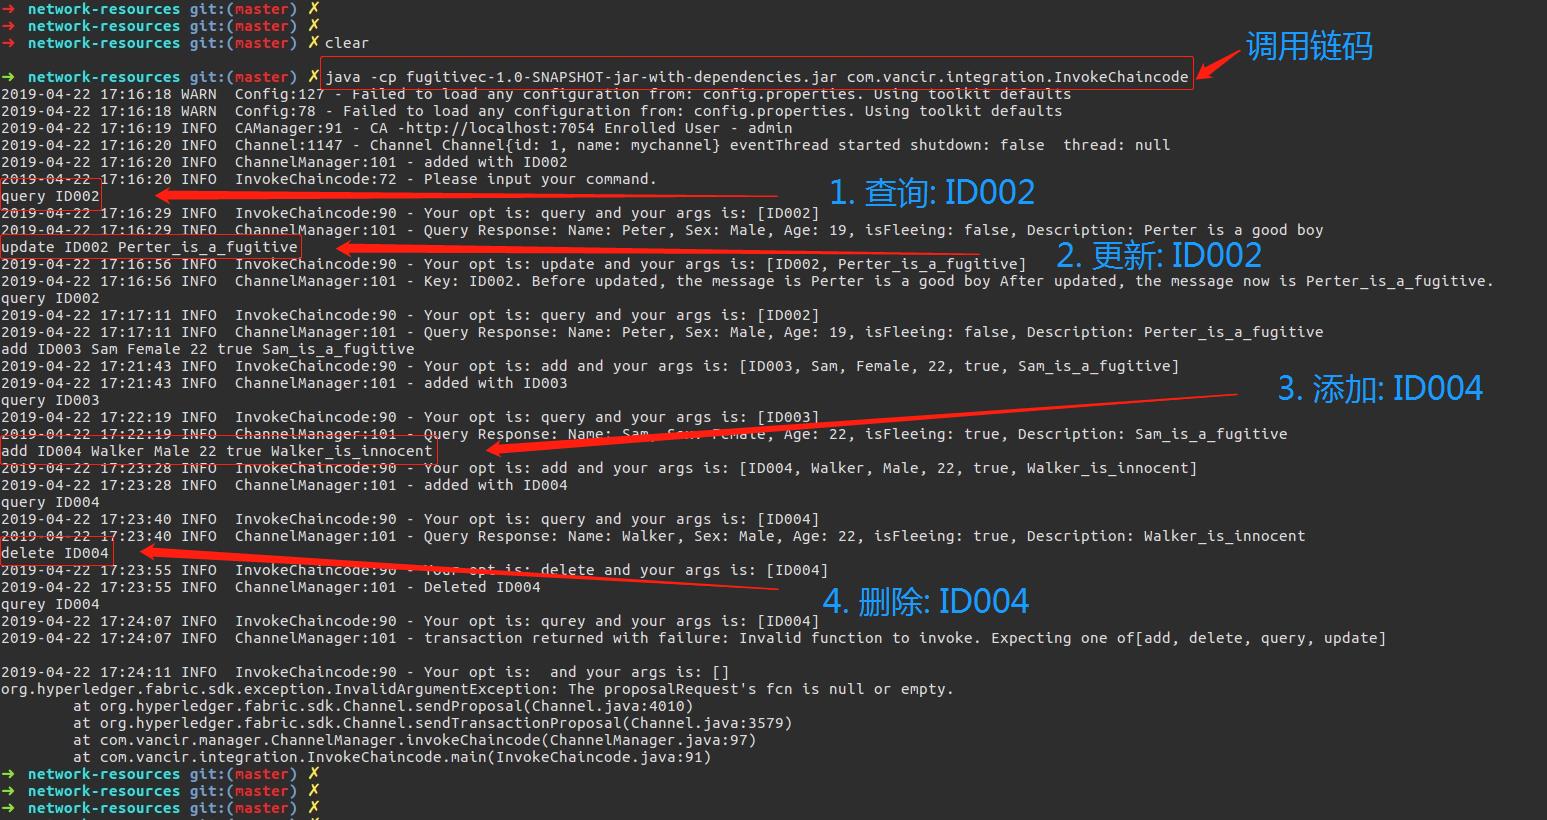 ➜ network-resources git:(master) ✗
➜ network-resources git:(master) ✗
➜ network-resources git:(master) ✗ clear
调用链码
➜ network-resources git:(master) ✗ java -cp fugitivec-1.0-SNAPSHOT-jar-with-dependencies.jar com.vancir.integration.InvokeChaincode
2019-04-22 17:16:18 WARN  Config:127 - Failed to load any configuration from: config.properties. Using toolkit defaults
2019-04-22 17:16:18 WARN  Config:78 - Failed to load any configuration from: config.properties. Using toolkit defaults
2019-04-22 17:16:19 INFO  CAManager:91 - CA -http://localhost:7054 Enrolled User - admin
2019-04-22 17:16:20 INFO  Channel:1147 - Channel Channel{id: 1, name: mychannel} eventThread started shutdown: false  thread: null
2019-04-22 17:16:20 INFO  ChannelManager:101 - added with ID002
2019-04-22 17:16:20 INFO  InvokeChaincode:72 - Please input your command.
query ID002
1. 查询: ID002
2019-04-22 17:16:29 INFO  InvokeChaincode:90 - Your opt is: query and your args is: [ID002]
2019-04-22 17:16:29 INFO  ChannelManager:101 - Query Response: Name: Peter, Sex: Male, Age: 19, isFleeing: false, Description: Perter is a good boy
update ID002 Perter_is_a_fugitive
2. 更新: ID002
2019-04-22 17:16:56 INFO  InvokeChaincode:90 - Your opt is: update and your args is: [ID002, Perter_is_a_fugitive]
2019-04-22 17:16:56 INFO  ChannelManager:101 - Key: ID002. Before updated, the message is Perter is a good boy After updated, the message now is Perter_is_a_fugitive.
query ID002
2019-04-22 17:17:11 INFO  InvokeChaincode:90 - Your opt is: query and your args is: [ID002]
2019-04-22 17:17:11 INFO  ChannelManager:101 - Query Response: Name: Peter, Sex: Male, Age: 19, isFleeing: false, Description: Perter_is_a_fugitive
add ID003 Sam Female 22 true Sam_is_a_fugitive
2019-04-22 17:21:43 INFO  InvokeChaincode:90 - Your opt is: add and your args is: [ID003, Sam, Female, 22, true, Sam_is_a_fugitive]
2019-04-22 17:21:43 INFO  ChannelManager:101 - added with ID003
3. 添加: ID004
query ID003
2019-04-22 17:22:19 INFO  InvokeChaincode:90 - Your opt is: query and your args is: [ID003]
2019-04-22 17:22:19 INFO  ChannelManager:101 - Query Response: Name: Sam, Sex: Female, Age: 22, isFleeing: true, Description: Sam_is_a_fugitive
add ID004 Walker Male 22 true Walker_is_innocent
2019-04-22 17:23:28 INFO  InvokeChaincode:90 - Your opt is: add and your args is: [ID004, Walker, Male, 22, true, Walker_is_innocent]
2019-04-22 17:23:28 INFO  ChannelManager:101 - added with ID004
query ID004
2019-04-22 17:23:40 INFO  InvokeChaincode:90 - Your opt is: query and your args is: [ID004]
2019-04-22 17:23:40 INFO  ChannelManager:101 - Query Response: Name: Walker, Sex: Male, Age: 22, isFleeing: true, Description: Walker_is_innocent
delete ID004
2019-04-22 17:23:55 INFO  InvokeChaincode:90 - Your opt is: delete and your args is: [ID004]
2019-04-22 17:23:55 INFO  ChannelManager:101 - Deleted ID004
4. 删除: ID004
qurey ID004
2019-04-22 17:24:07 INFO  InvokeChaincode:90 - Your opt is: qurey and your args is: [ID004]
2019-04-22 17:24:07 INFO  ChannelManager:101 - transaction returned with failure: Invalid function to invoke. Expecting one of[add, delete, query, update]
2019-04-22 17:24:11 INFO  InvokeChaincode:90 - Your opt is:  and your args is: []
org.hyperledger.fabric.sdk.exception.InvalidArgumentException: The proposalRequest's fcn is null or empty.
at org.hyperledger.fabric.sdk.Channel.sendProposal(Channel.java:4010)
at org.hyperledger.fabric.sdk.Channel.sendTransactionProposal(Channel.java:3579)
at com.vancir.manager.ChannelManager.invokeChaincode(ChannelManager.java:97)
at com.vancir.integration.InvokeChaincode.main(InvokeChaincode.java:91)
➜ network-resources git:(master) ✗
➜ network-resources git:(master) ✗
➜ network-resources git:(master) ✗